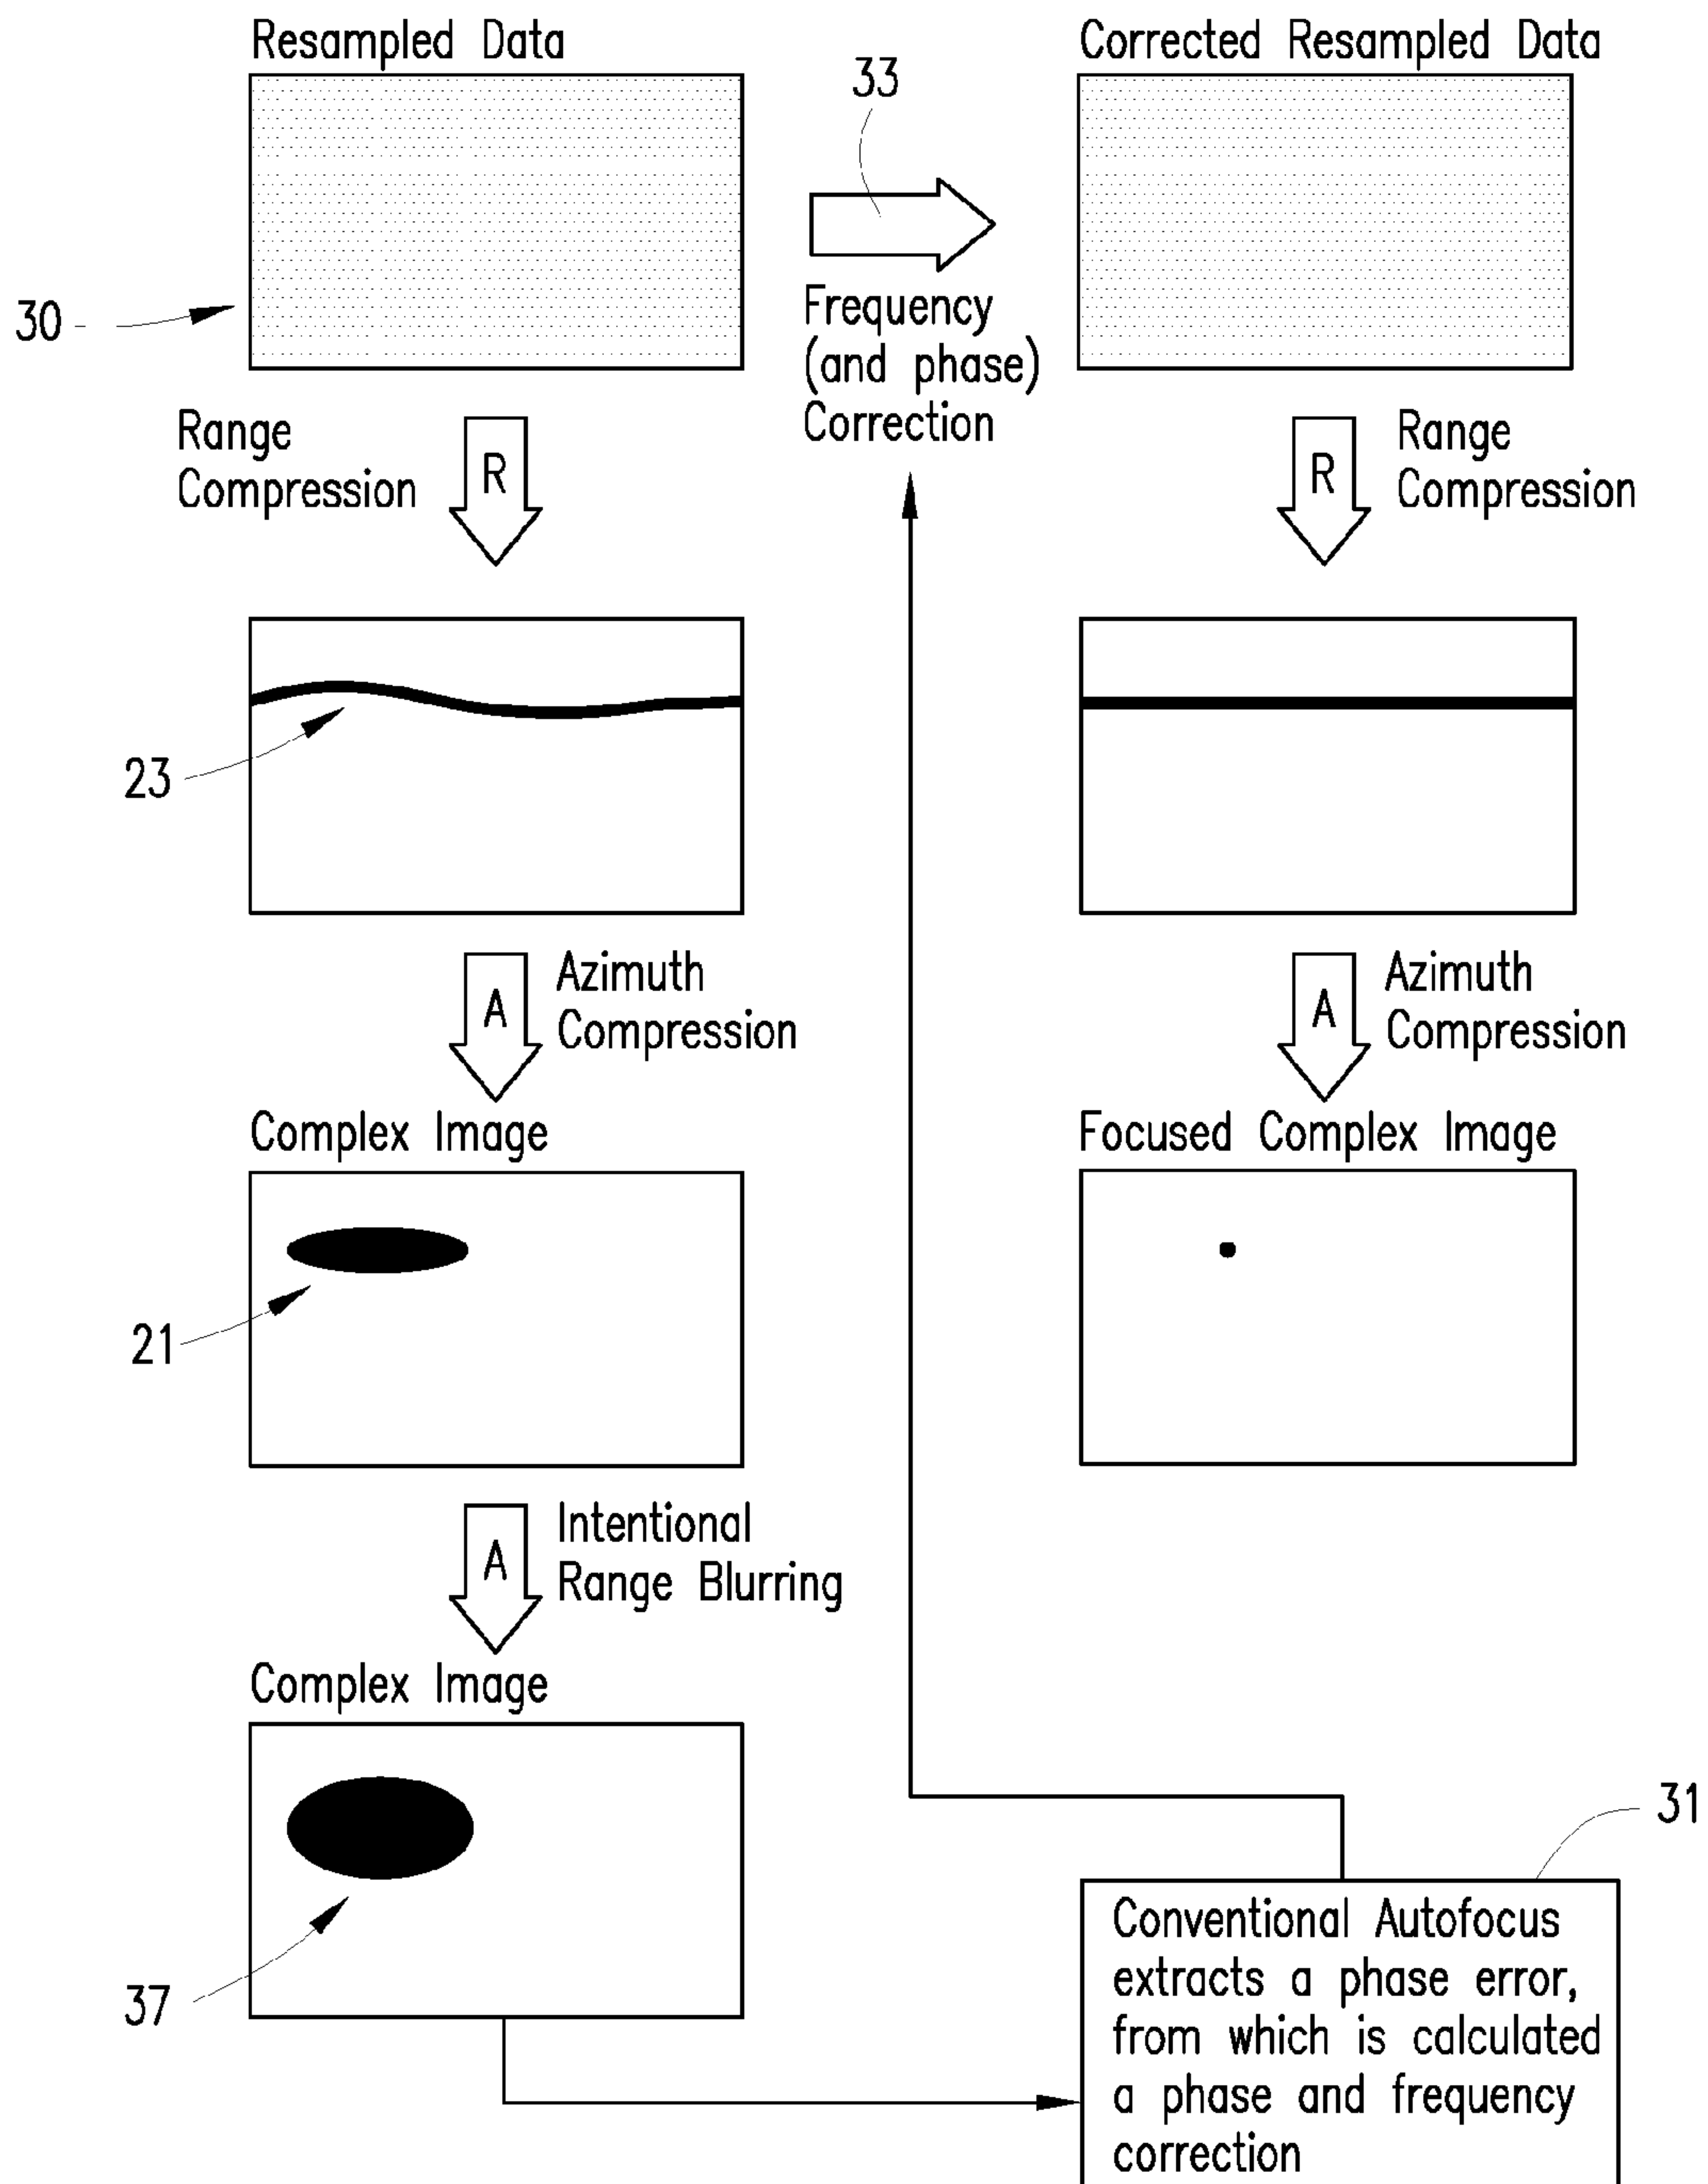 Resampled Data
33
Corrected Resampled Data
30
Frequency
(and phase)
Correction
Range
Compression
R
R
Range
Compression
23
A
Azimuth
Compression
A
Azimuth
Compression
Complex Image
Focused Complex Image
21
A
Intentional
Range Blurring
Complex Image
37
31
Conventional Autofocus
extracts a phase error,
from which is calculated
a phase and frequency
correction